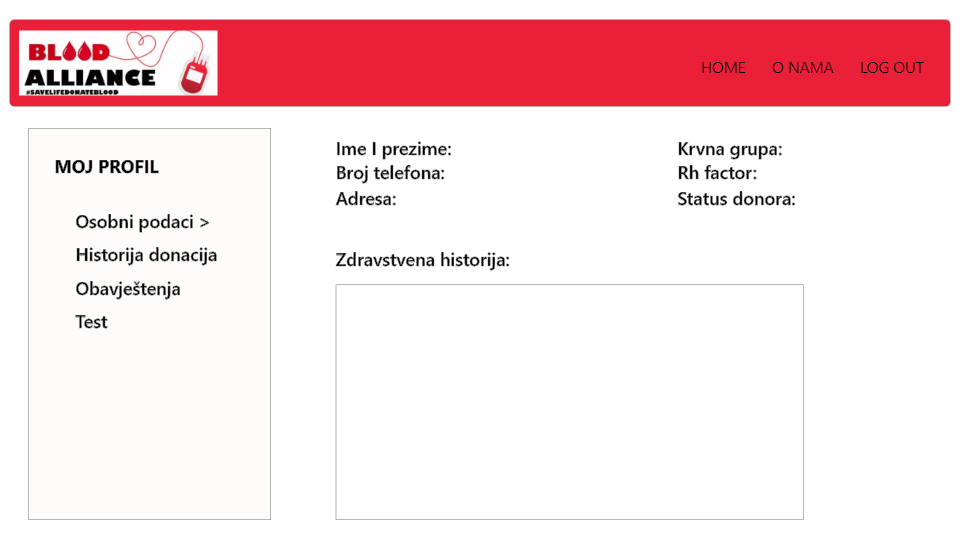 BLOOD
ALLIANCE
#SAVELIFEDONATEBLOOD
HOME O NAMA LOG OUT
MOJ PROFIL
Osobni podaci >
Historija donacija
Obavještenja
Test
Ime I prezime:
Broj telefona:
Adresa:
Krvna grupa:
Rh factor:
Status donora:
Zdravstvena historija: